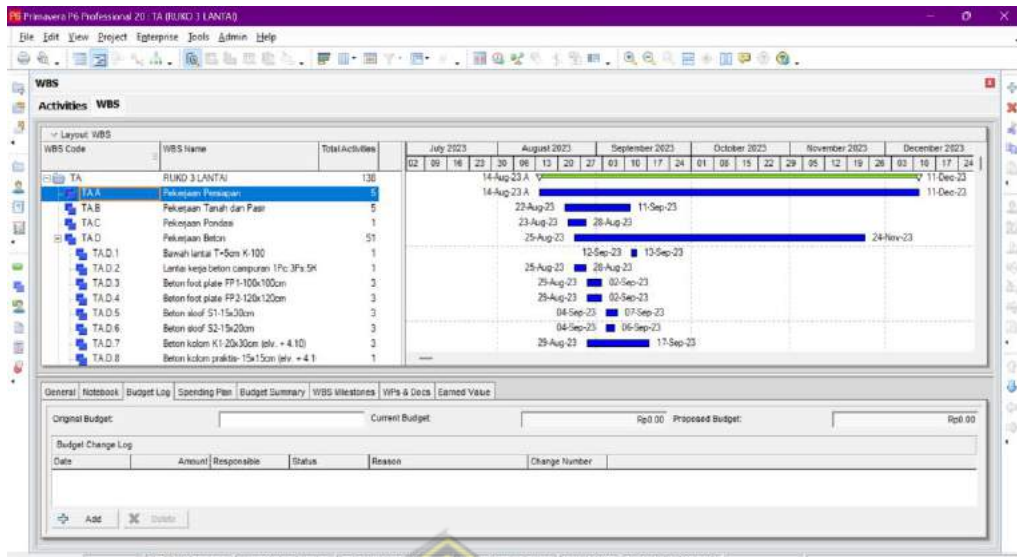 Primavera P6 Professional 20 : TA (RUKO 3 LANTAI)
File Edit View Project Enterprise Tools Admin Help
WBS
Activities WBS
Layout: WBS
WBS Code WBS Name Total Activities July 2023 August 2023 September 2023 October 2023 November 2023 December 2023
02 09 16 23 30 06 13 20 27 03 10 17 24 01 08 15 22 29 05 12 19 26 03 10 17 24
TA RUKO 3 LANTAI 138 14-Aug-23 A 11-Dec-23
TA.A Pekerjaan Persiapan 5 14-Aug-23 A 11-Dec-23
TA.B Pekerjaan Tanah dan Pasir 5 22-Aug-23 11-Sep-23
TA.C Pekerjaan Pondasi 1 23-Aug-23 28-Aug-23
TA.D Pekerjaan Beton 51 25-Aug-23 24-Nov-23
TA.D.1 Bawah lantai T=5cm K-100 1 12-Sep-23 13-Sep-23
TA.D.2 Lantai kerja beton campuran 1Pc:3Ps:5K 1 25-Aug-23 28-Aug-23
TA.D.3 Beton foot plate FP1-100x100cm 3 29-Aug-23 02-Sep-23
TA.D.4 Beton foot plate FP2-120x120cm 3 29-Aug-23 02-Sep-23
TA.D.5 Beton sloof S1-15x30cm 3 04-Sep-23 07-Sep-23
TA.D.6 Beton sloof S2-15x20cm 3 04-Sep-23 06-Sep-23
TA.D.7 Beton kolom K1-20x30cm (elv. + 4.10) 3 29-Aug-23 17-Sep-23
TA.D.8 Beton kolom praktis- 15x15cm (elv. + 4.1 1
General Notebook Budget Log Spending Plan Budget Summary WBS Milestones WPs & Docs Earned Value
Original Budget: Current Budget: Rp0.00 Proposed Budget: Rp0.00
Budget Change Log
Date Amount Responsible Status Reason Change Number
Add Delete